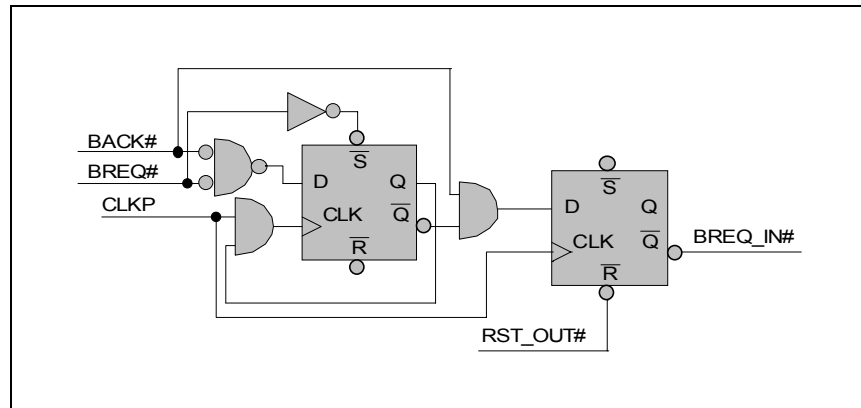 BACK#
BREQ#
CLKP
S̅
D Q
CLK Q̅
R̅
S̅
D Q
CLK Q̅
R̅
BREQ_IN#
RST_OUT#